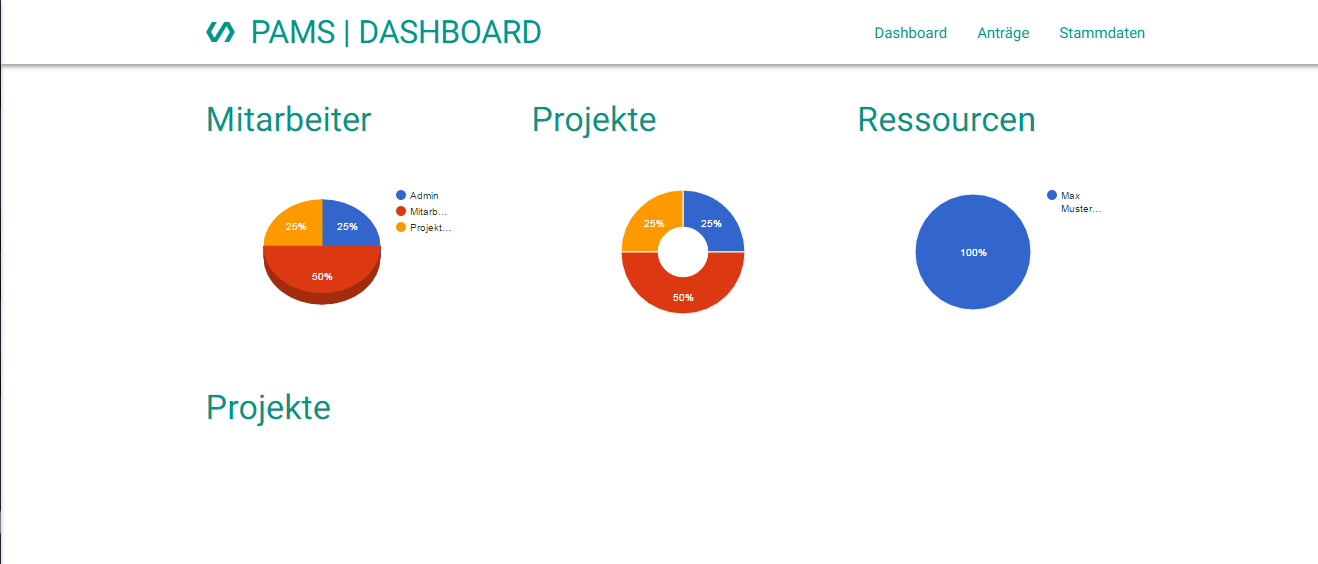 PAMS | DASHBOARD
Dashboard
Anträge
Stammdaten
Mitarbeiter
Projekte
Ressourcen
25%
25%
50%
Admin
Mitarb...
Projekt...
25%
25%
50%
100%
Max
Muster...
Projekte